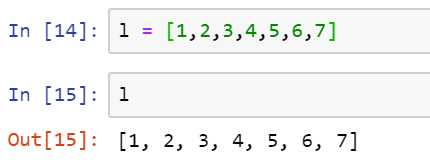 In [14]: l = [1,2,3,4,5,6,7]
In [15]: l
Out[15]: [1, 2, 3, 4, 5, 6, 7]